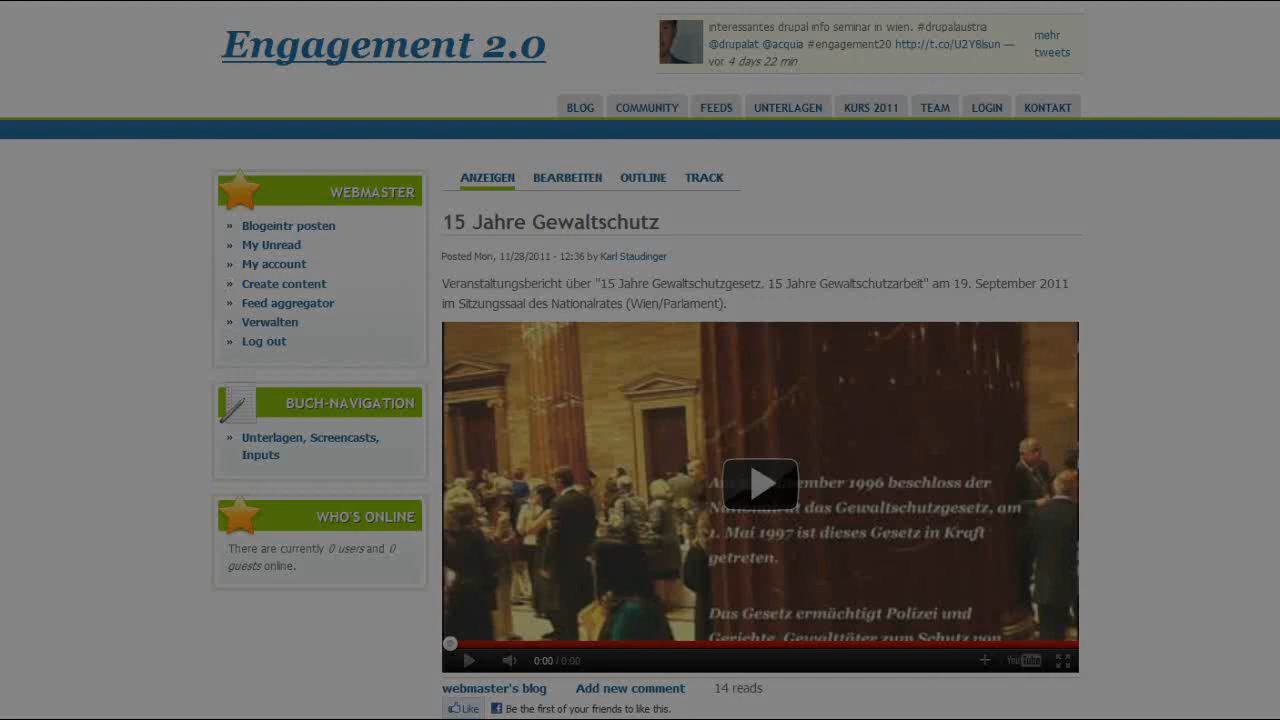 Engagement 2.0
interessantes drupal info seminar in wien. #drupalaustra
@drupalat @acquia #engagement20 http://t.co/U2Y8lsun —
vor 4 days 22 min
mehr
tweets
BLOG COMMUNITY FEEDS UNTERLAGEN KURS 2011 TEAM LOGIN KONTAKT
WEBMASTER
» Blogeintr posten
» My Unread
» My account
» Create content
» Feed aggregator
» Verwalten
» Log out
BUCH-NAVIGATION
» Unterlagen, Screencasts,
Inputs
WHO'S ONLINE
There are currently 0 users and 0
guests online.
ANZEIGEN BEARBEITEN OUTLINE TRACK
15 Jahre Gewaltschutz
Posted Mon, 11/28/2011 - 12:36 by Karl Staudinger
Veranstaltungsbericht über "15 Jahre Gewaltschutzgesetz. 15 Jahre Gewaltschutzarbeit" am 19. September 2011
im Sitzungssaal des Nationalrates (Wien/Parlament).
1996 beschloss der
das Gewaltschutzgesetz, am
1. Mai 1997 ist dieses Gesetz in Kraft
getreten.
Das Gesetz ermächtigt Polizei und
Gerichte, Gewalttäter zum Schutz von
0:00 / 0:00
YouTube
webmaster's blog Add new comment 14 reads
Like Be the first of your friends to like this.